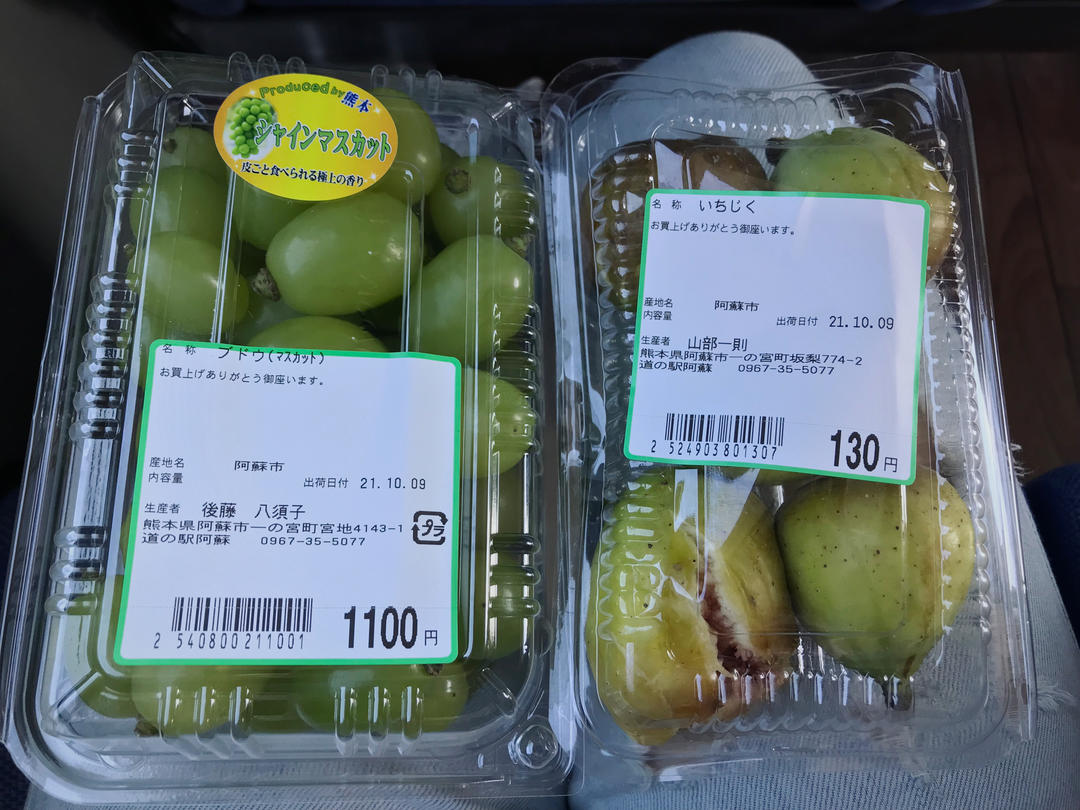 Produced by 熊本
シャインマスカット
皮ごと食べられる極上の香り
名 称 ブドウ(マスカット)
お買上げありがとう御座います。
産地名 阿蘇市
内容量 出荷日付 21.10.09
生産者 後藤 八須子
熊本県阿蘇市一の宮町宮地4143-1
道の駅阿蘇 0967-35-5077
プラ
2 540800 211001
1100円
名 称 いちじく
お買上げありがとう御座います。
産地名 阿蘇市
内容量 出荷日付 21.10.09
生産者 山部一則
熊本県阿蘇市一の宮町坂梨774-2
道の駅阿蘇 0967-35-5077
2 524903 801307
130円